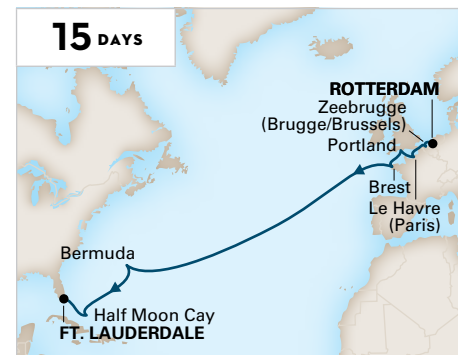 15 DAYS
ROTTERDAM
Zeebrugge
(Brugge/Brussels)
Portland
Brest
Le Havre
(Paris)
Bermuda
Half Moon Cay
FT. LAUDERDALE